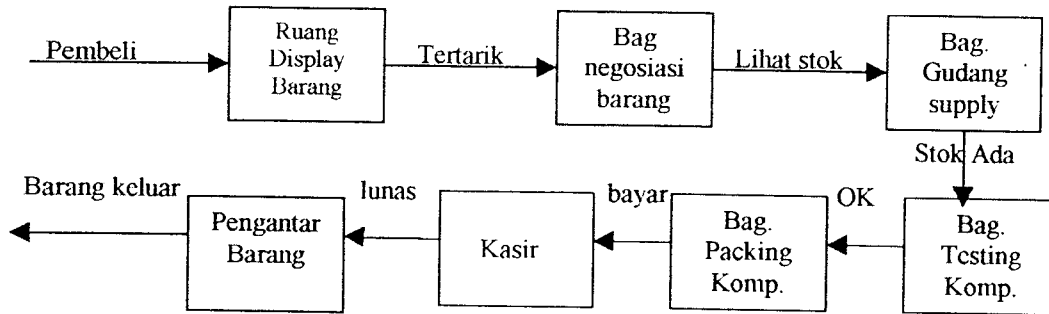 Pembeli
Ruang
Display
Barang
Tertarik
Bag
negosiasi
barang
Lihat stok
Bag.
Gudang
supply
Stok Ada
Bag.
Testing
Komp.
OK
Bag.
Packing
Komp.
bayar
Kasir
lunas
Pengantar
Barang
Barang keluar